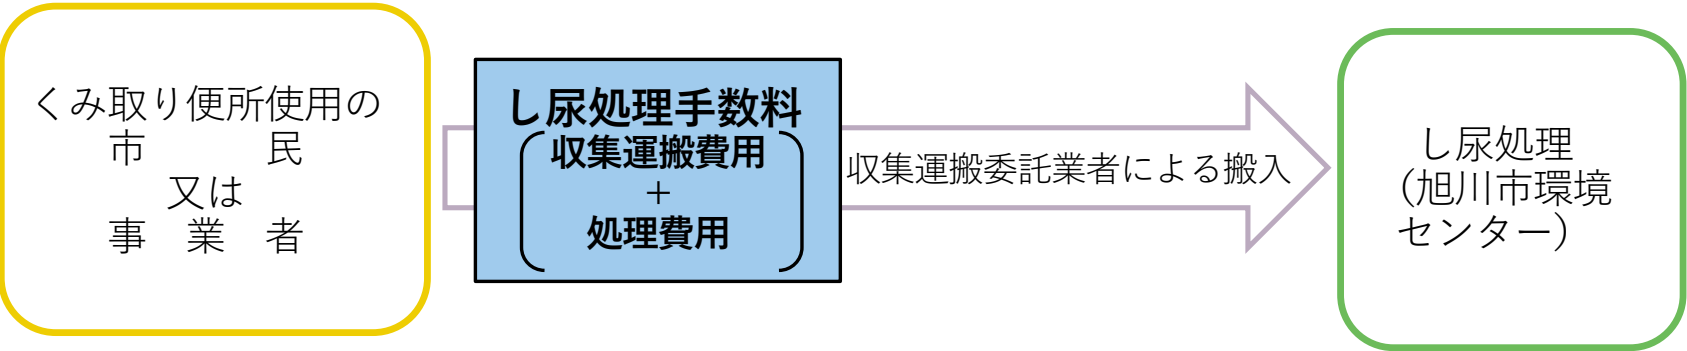 くみ取り便所使用の
市　　　民
又は
事　業　者
し尿処理手数料
収集運搬費用
＋
処理費用
収集運搬委託業者による搬入
し尿処理
（旭川市環境
センター）